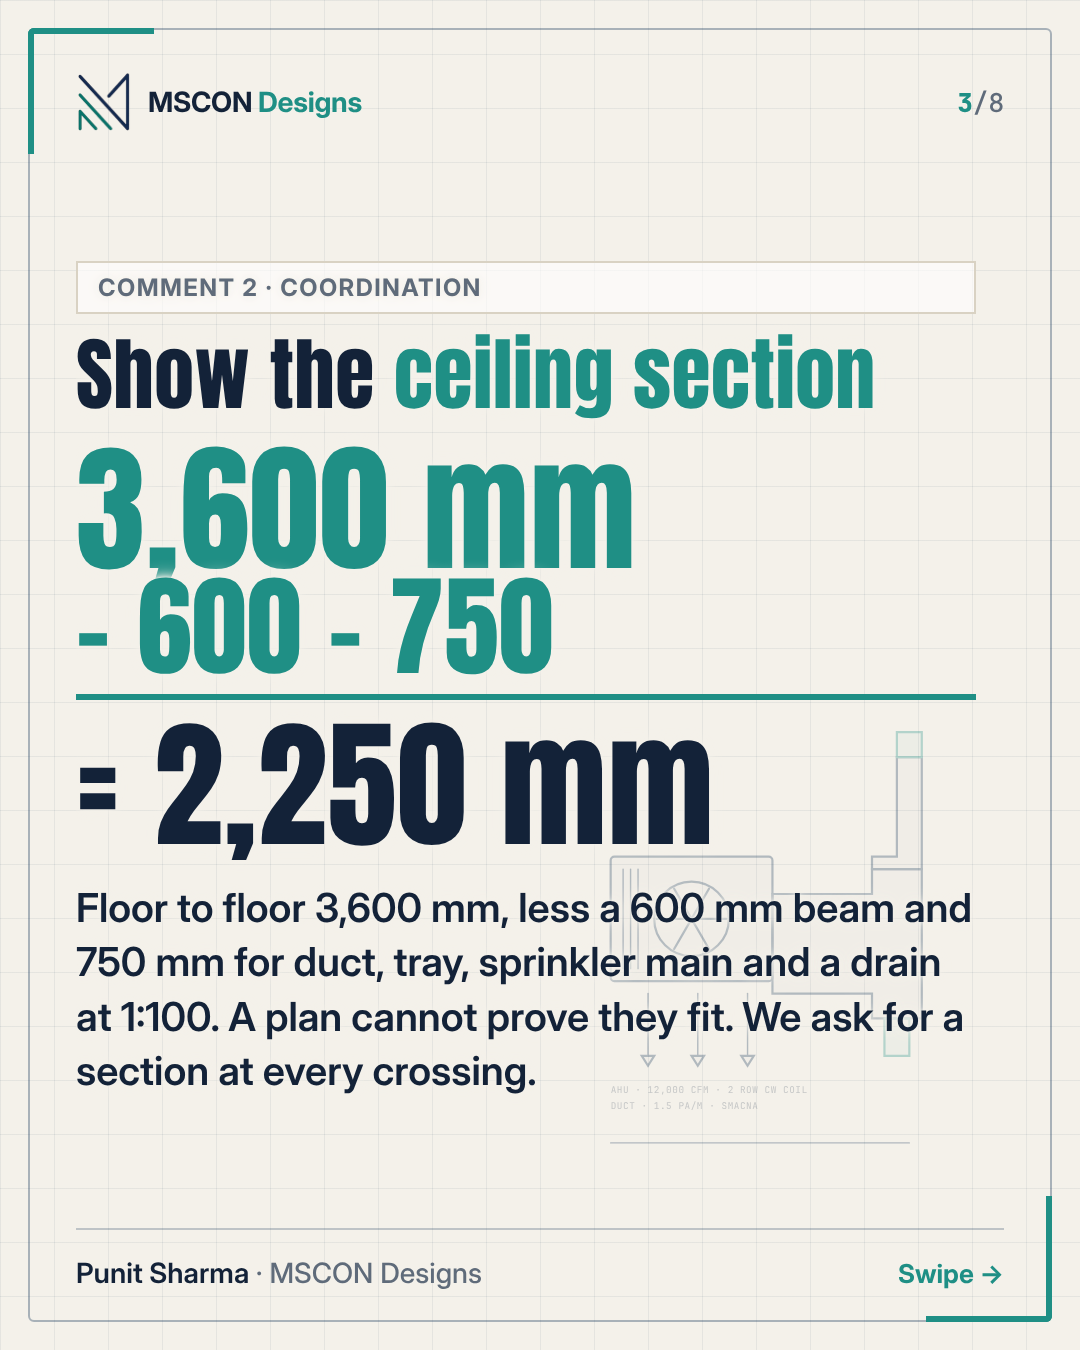 MSCON Designs
3/8
COMMENT 2 · COORDINATION
Show the ceiling section
3,600 mm
- 600 - 750
= 2,250 mm
Floor to floor 3,600 mm, less a 600 mm beam and
750 mm for duct, tray, sprinkler main and a drain
at 1:100. A plan cannot prove they fit. We ask for a
section at every crossing.
AHU · 12,000 CFM · 2 ROW CW COIL
DUCT · 1.5 PA/M · SMACNA
Punit Sharma · MSCON Designs
Swipe →